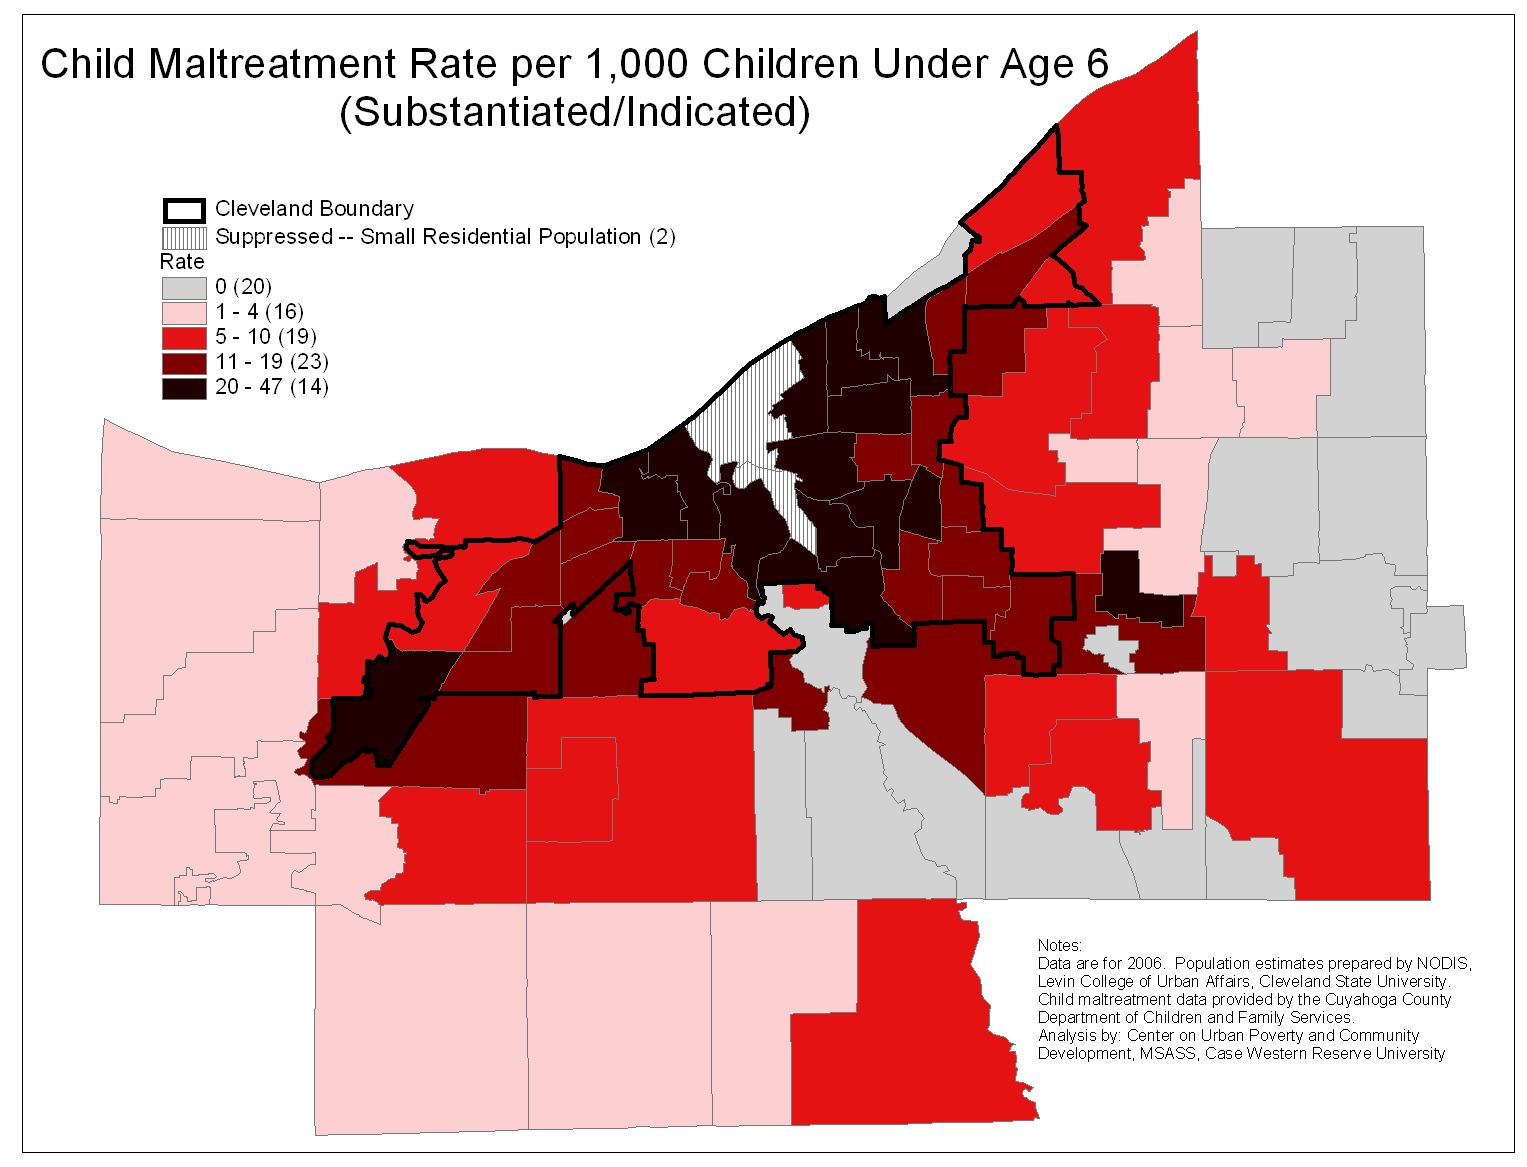 Child Maltreatment Rate per 1,000 Children Under Age 6
(Substantiated/Indicated)
Cleveland Boundary
Suppressed -- Small Residential Population (2)
Rate
0 (20)
1 - 4 (16)
5 - 10 (19)
11 - 19 (23)
20 - 47 (14)
Notes:
Data are for 2006.  Population estimates prepared by NODIS,
Levin College of Urban Affairs, Cleveland State University.
Child maltreatment data provided by the Cuyahoga County
Department of Children and Family Services.
Analysis by: Center on Urban Poverty and Community
Development, MSASS, Case Western Reserve University